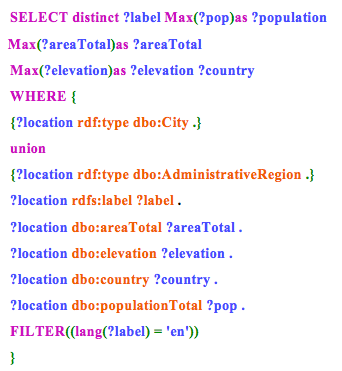 SELECT distinct ?label Max(?pop)as ?population
Max(?areaTotal)as ?areaTotal
Max(?elevation)as ?elevation ?country
WHERE {
{?location rdf:type dbo:City .}
union
{?location rdf:type dbo:AdministrativeRegion .}
?location rdfs:label ?label .
?location dbo:areaTotal ?areaTotal .
?location dbo:elevation ?elevation .
?location dbo:country ?country .
?location dbo:populationTotal ?pop .
FILTER((lang(?label) = 'en'))
}